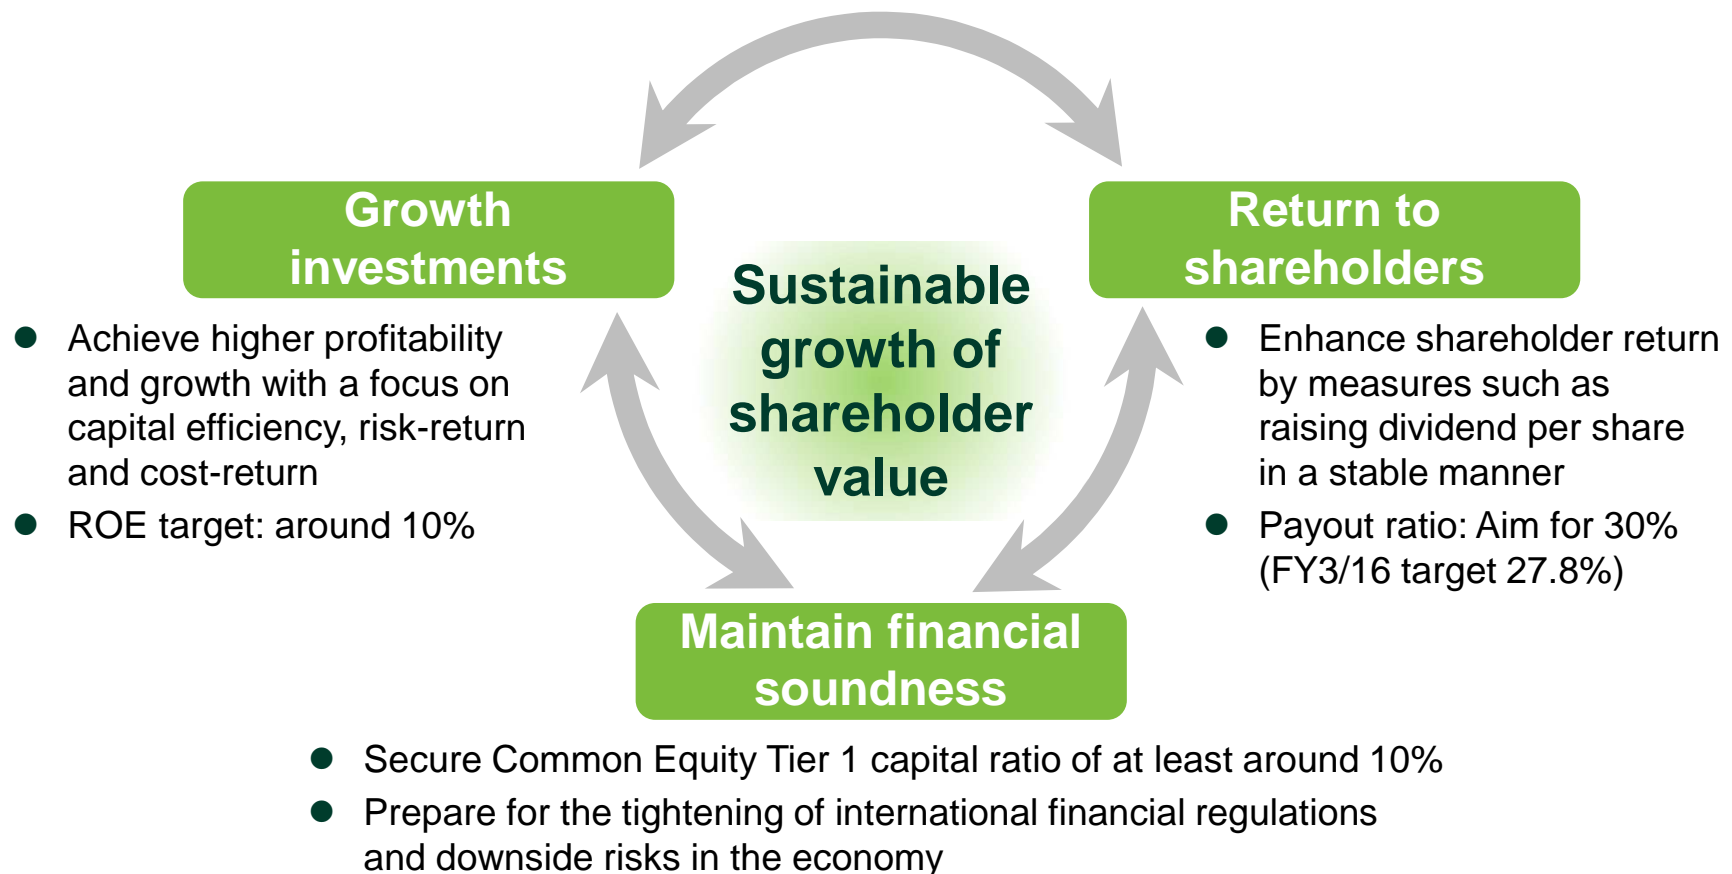 Growth
investments
Return to
shareholders
Sustainable
growth of
shareholder
value
● Achieve higher profitability
and growth with a focus on
capital efficiency, risk-return
and cost-return
● ROE target: around 10%
● Enhance shareholder return
by measures such as
raising dividend per share
in a stable manner
● Payout ratio: Aim for 30%
(FY3/16 target 27.8%)
Maintain financial
soundness
● Secure Common Equity Tier 1 capital ratio of at least around 10%
● Prepare for the tightening of international financial regulations
and downside risks in the economy